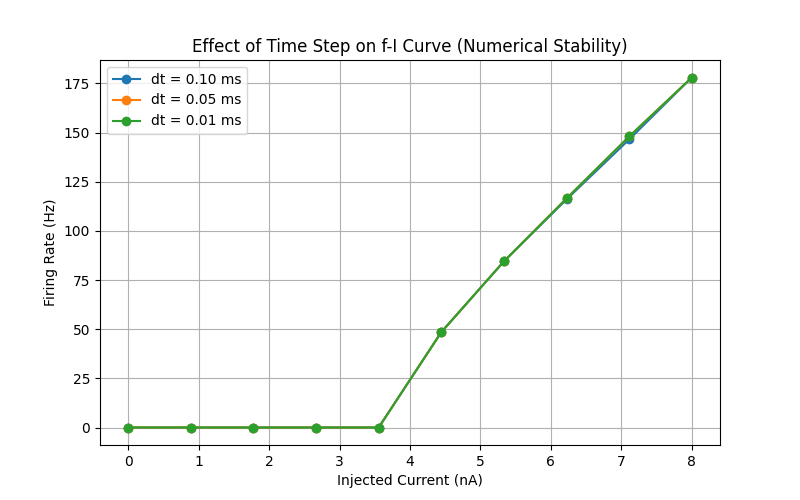 Effect of Time Step on f-I Curve (Numerical Stability)
dt = 0.10 ms
dt = 0.05 ms
dt = 0.01 ms
175
150
125
100
75
50
25
0
Firing Rate (Hz)
0 1 2 3 4 5 6 7 8
Injected Current (nA)